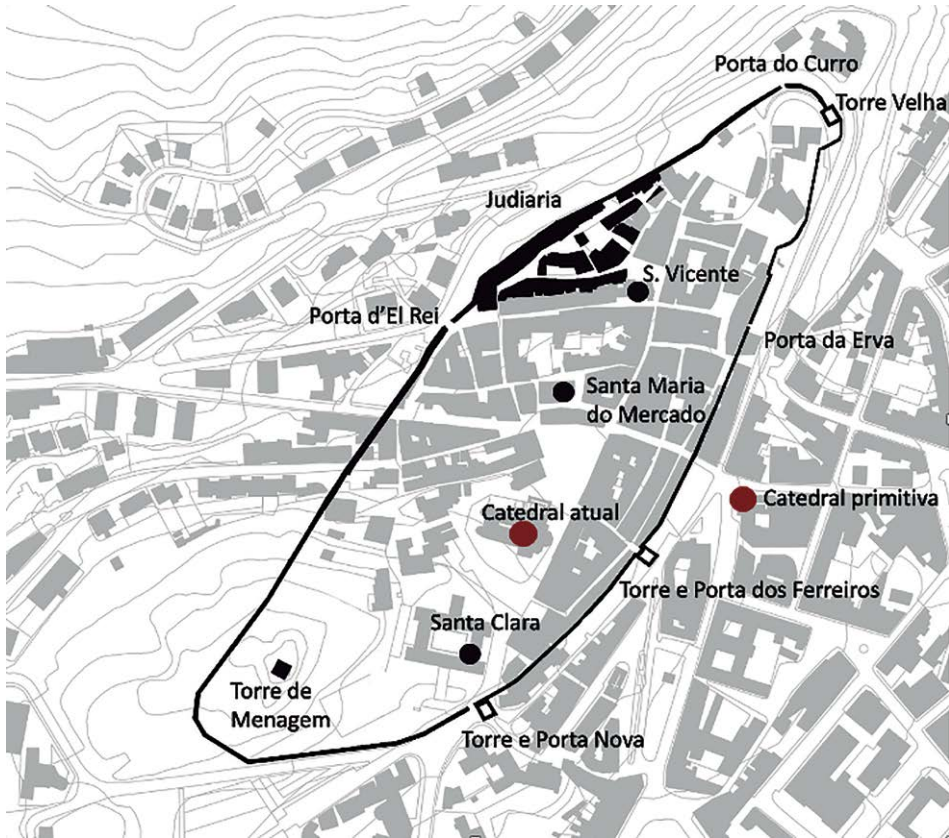 Porta do Curro
Torre Velha
Judiaria
S. Vicente
Porta d'El Rei
Porta da Erva
Santa Maria
do Mercado
Catedral primitiva
Catedral atual
Torre e Porta dos Ferreiros
Santa Clara
Torre de
Menagem
Torre e Porta Nova